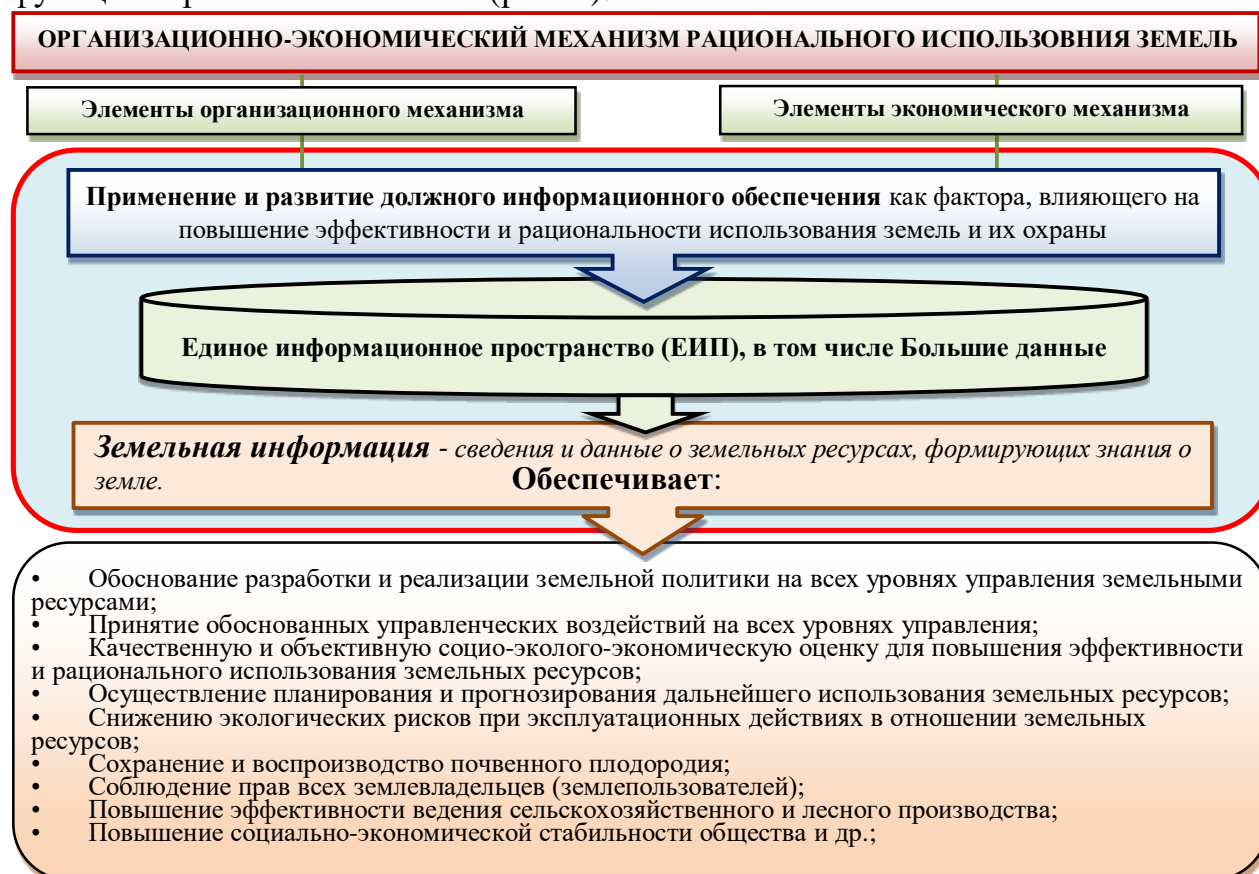 ОРГАНИЗАЦИОННО-ЭКОНОМИЧЕСКИЙ МЕХАНИЗМ РАЦИОНАЛЬНОГО ИСПОЛЬЗОВНИЯ ЗЕМЕЛЬ
Элементы организационного механизма
Элементы экономического механизма
Применение и развитие должного информационного обеспечения как фактора, влияющего на
повышение эффективности и рациональности использования земель и их охраны
Единое информационное пространство (ЕИП), в том числе Большие данные
Земельная информация - сведения и данные о земельных ресурсах, формирующих знания о
земле. Обеспечивает:
• Обоснование разработки и реализации земельной политики на всех уровнях управления земельными
ресурсами;
• Принятие обоснованных управленческих воздействий на всех уровнях управления;
• Качественную и объективную социо-эколого-экономическую оценку для повышения эффективности
и рационального использования земельных ресурсов;
• Осуществление планирования и прогнозирования дальнейшего использования земельных ресурсов;
• Снижению экологических рисков при эксплуатационных действиях в отношении земельных
ресурсов;
• Сохранение и воспроизводство почвенного плодородия;
• Соблюдение прав всех землевладельцев (землепользователей);
• Повышение эффективности ведения сельскохозяйственного и лесного производства;
• Повышение социально-экономической стабильности общества и др.;